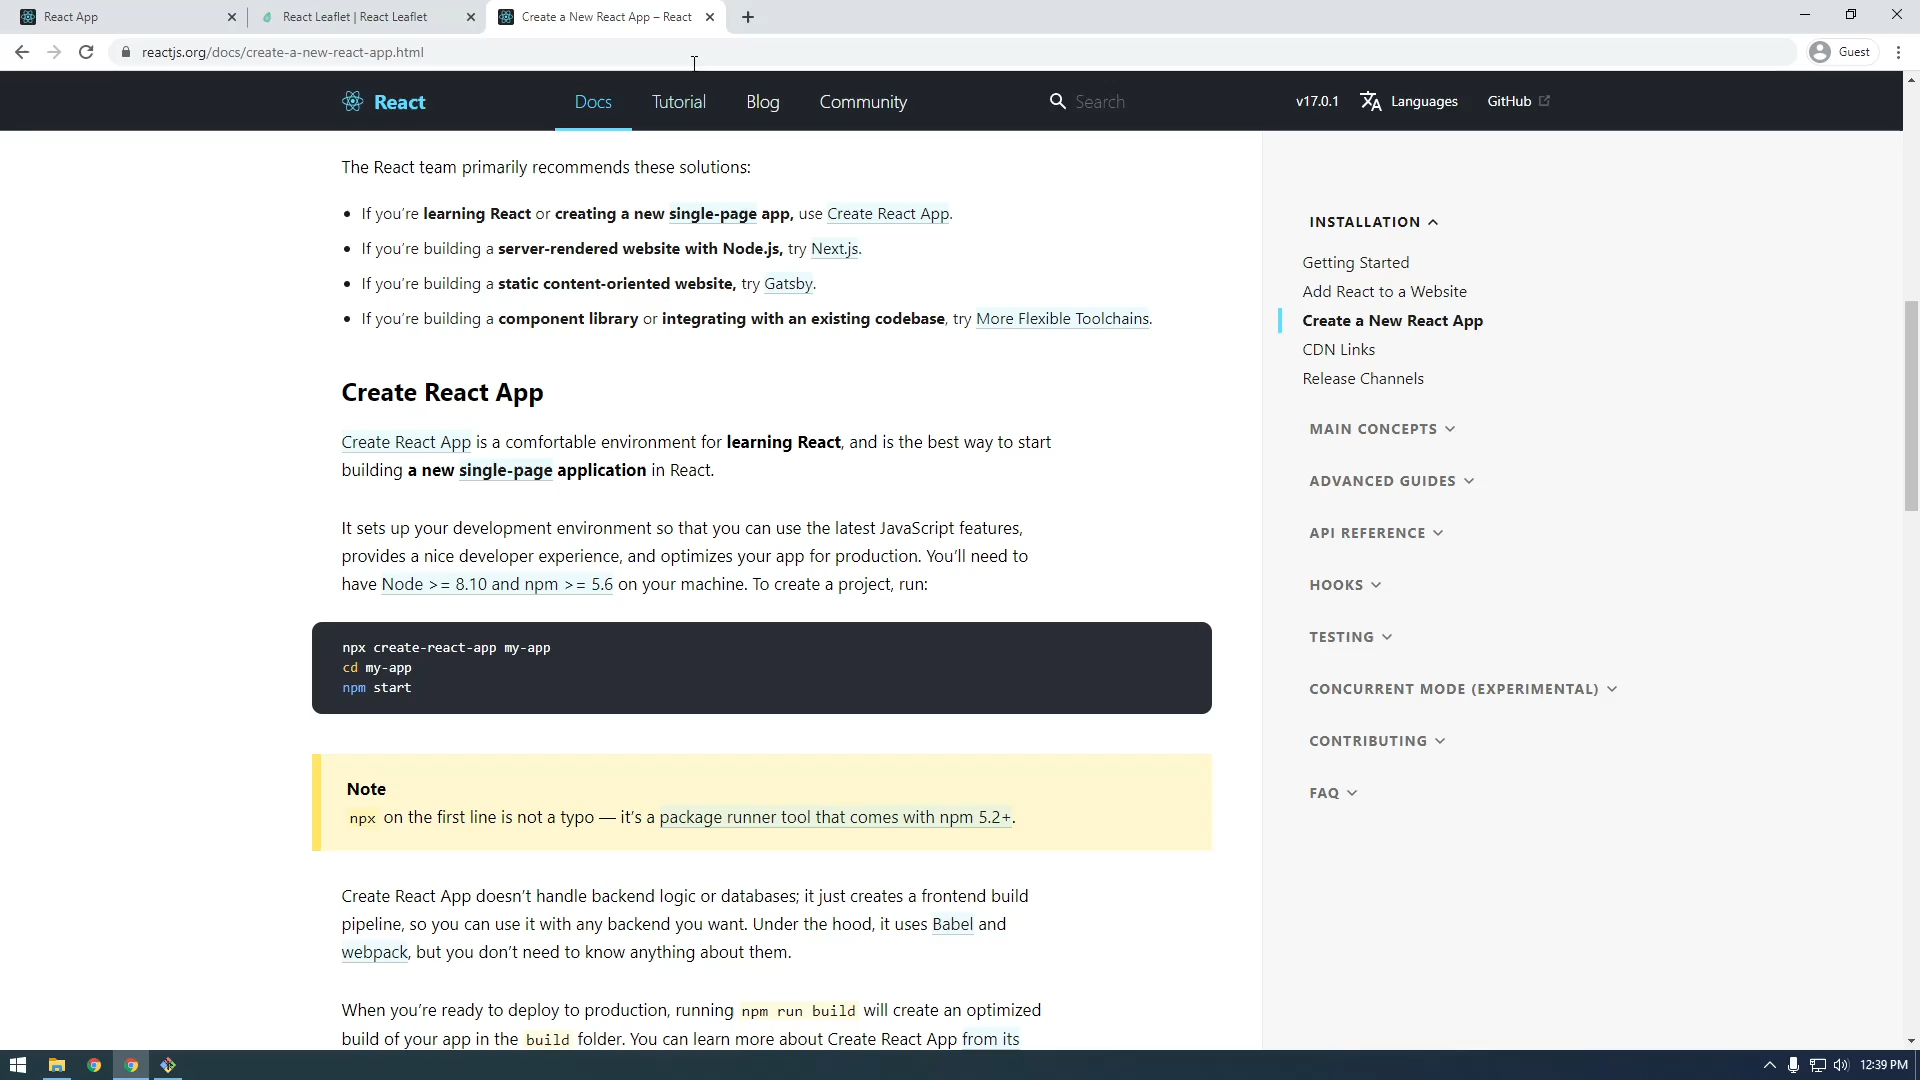 React App
React Leaflet | React Leaflet
Create a New React App – React
reactjs.org/docs/create-a-new-react-app.html
Guest
React
Docs
Tutorial
Blog
Community
Search
v17.0.1
Languages
GitHub
The React team primarily recommends these solutions:
If you’re learning React or creating a new single-page app, use Create React App.
If you’re building a server-rendered website with Node.js, try Next.js.
If you’re building a static content-oriented website, try Gatsby.
If you’re building a component library or integrating with an existing codebase, try More Flexible Toolchains.
Create React App
Create React App is a comfortable environment for learning React, and is the best way to start
building a new single-page application in React.
It sets up your development environment so that you can use the latest JavaScript features,
provides a nice developer experience, and optimizes your app for production. You’ll need to
have Node >= 8.10 and npm >= 5.6 on your machine. To create a project, run:
npx create-react-app my-app
cd my-app
npm start
Note
npx on the first line is not a typo — it’s a package runner tool that comes with npm 5.2+.
Create React App doesn’t handle backend logic or databases; it just creates a frontend build
pipeline, so you can use it with any backend you want. Under the hood, it uses Babel and
webpack, but you don’t need to know anything about them.
When you’re ready to deploy to production, running npm run build will create an optimized
build of your app in the build folder. You can learn more about Create React App from its
INSTALLATION
Getting Started
Add React to a Website
Create a New React App
CDN Links
Release Channels
MAIN CONCEPTS
ADVANCED GUIDES
API REFERENCE
HOOKS
TESTING
CONCURRENT MODE (EXPERIMENTAL)
CONTRIBUTING
FAQ
12:39 PM